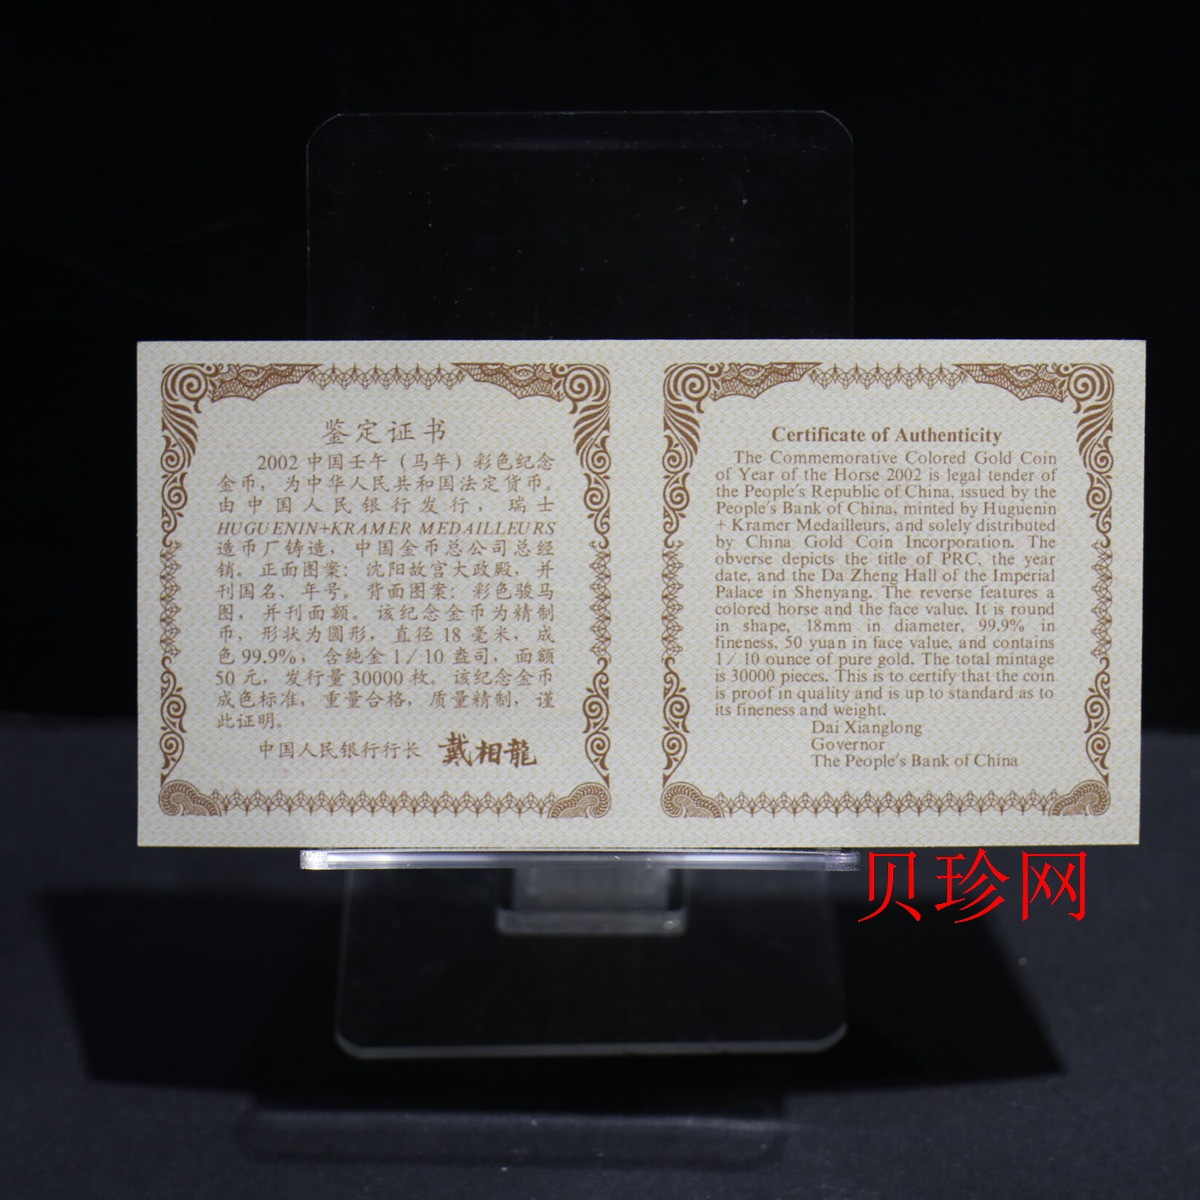 鉴定证书
2002 中国壬午（马年）彩色纪念
金币，为中华人民共和国法定货币。
由中国人民银行发行，瑞士
HUGUENIN+KRAMER MEDAILLEURS
造币厂铸造，中国金币总公司总经
销。正面图案：沈阳故宫大政殿，并
刊国名、年号。背面图案：彩色骏马
图，并刊面额。该纪念金币为精制
币，形状为圆形，直径 18 毫米，成
色 99.9%，含纯金 1/10 盎司，面额
50 元，发行量 30000 枚。该纪念金币
成色标准，重量合格，质量精制，谨
此证明。
中国人民银行行长 戴相龍
Certificate of Authenticity
The Commemorative Colored Gold Coin
of Year of the Horse 2002 is legal tender of
the People's Republic of China, issued by the
People's Bank of China, minted by Huguenin
+ Kramer Medailleurs, and solely distributed
by China Gold Coin Incorporation. The
obverse depicts the title of PRC, the year
date, and the Da Zheng Hall of the Imperial
Palace in Shenyang. The reverse features a
colored horse and the face value. It is round
in shape, 18mm in diameter, 99.9% in
fineness, 50 yuan in face value, and contains
1/10 ounce of pure gold. The total mintage
is 30000 pieces. This is to certify that the coin
is proof in quality and is up to standard as to
its fineness and weight.
Dai Xianglong
Governor
The People's Bank of China
贝珍网